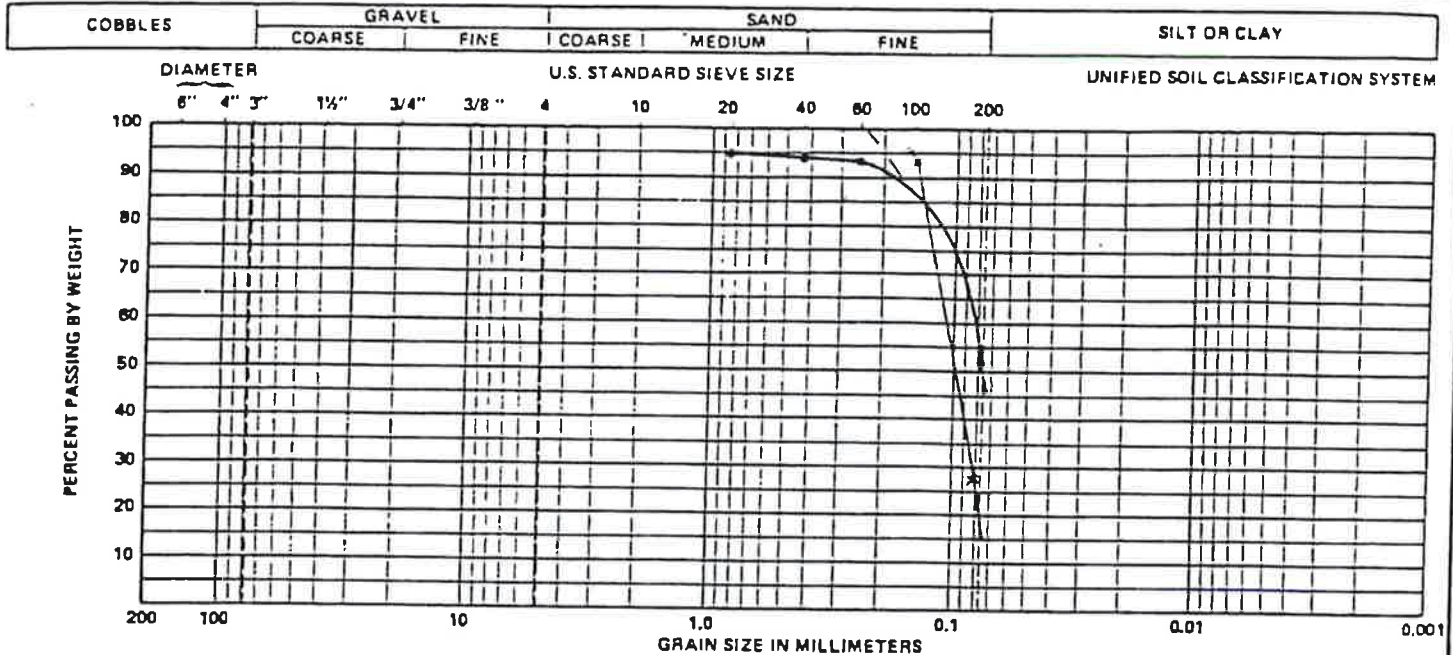 COBBLES GRAVEL SAND SILT OR CLAY
COARSE FINE COARSE MEDIUM FINE
DIAMETER U.S. STANDARD SIEVE SIZE UNIFIED SOIL CLASSIFICATION SYSTEM
6" 4" 3" 1½" 3/4" 3/8" 4 10 20 40 60 100 200
PERCENT PASSING BY WEIGHT
100
90
80
70
60
50
40
30
20
10
200 100 10 1.0 0.1 0.01 0.001
GRAIN SIZE IN MILLIMETERS